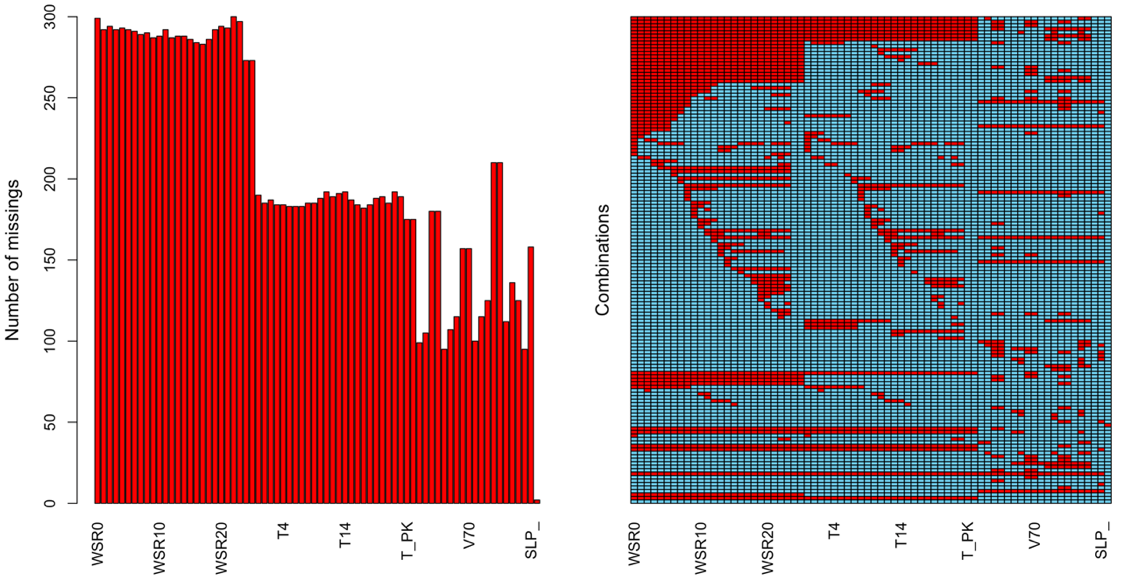 Number of missings
300
250
200
150
100
50
0
WSR0
WSR10
WSR20
T4
T14
T_PK
V70
SLP_
Combinations
WSR0
WSR10
WSR20
T4
T14
T_PK
V70
SLP_